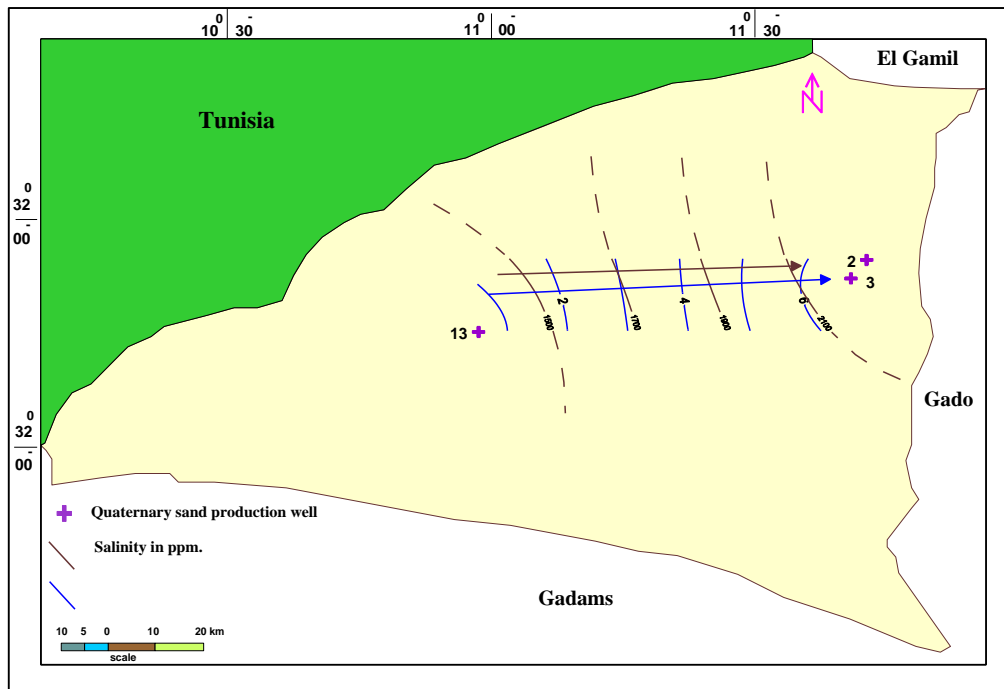 0 - 0 - 0 -
10 30 11 00 11 30
El Gamil
N
Tunisia
0
32
-
00
2
3
2 4 6
1500 1700 1900 2100
13
Gado
0
32
-
00
Quaternary sand production well
Salinity in ppm.
Gadams
10 5 0 10 20 km
scale